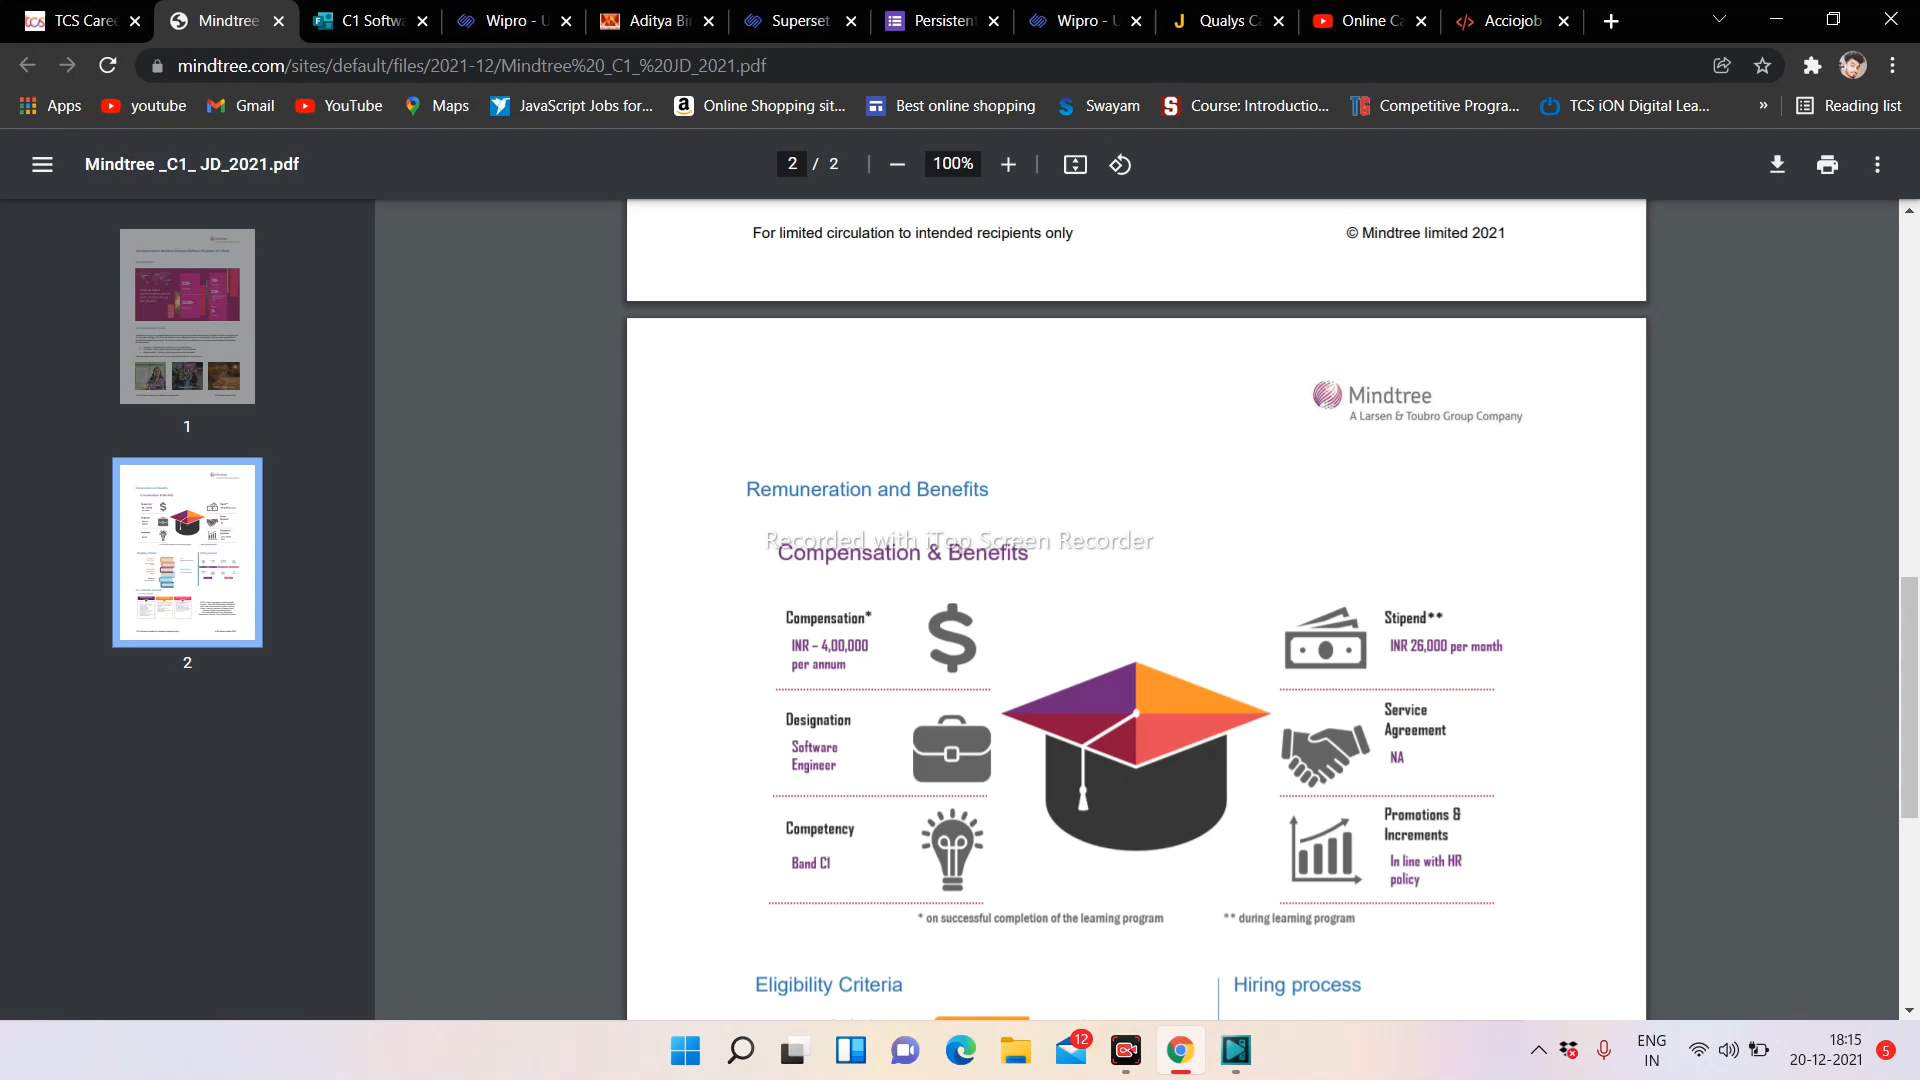 TCS Caree
Mindtree
C1 Softwa
Wipro - U
Aditya Bir
Superset
Persistent
Wipro - U
Qualys Ca
Online Ca
Acciojob
mindtree.com/sites/default/files/2021-12/Mindtree%20_C1_%20JD_2021.pdf
Apps
youtube
Gmail
YouTube
Maps
JavaScript Jobs for...
Online Shopping sit...
Best online shopping
Swayam
Course: Introductio...
Competitive Progra...
TCS iON Digital Lea...
»
Reading list
Mindtree _C1_ JD_2021.pdf
2 / 2
100%
1
2
For limited circulation to intended recipients only
© Mindtree limited 2021
Mindtree
A Larsen & Toubro Group Company
Remuneration and Benefits
Recorded with iTop Screen Recorder
Compensation & Benefits
Compensation*
INR – 4,00,000
per annum
Stipend**
INR 26,000 per month
Designation
Software
Engineer
Service
Agreement
NA
Competency
Band C1
Promotions &
Increments
In line with HR
policy
* on successful completion of the learning program
** during learning program
Eligibility Criteria
Hiring process
12
ENG
IN
18:15
20-12-2021
5